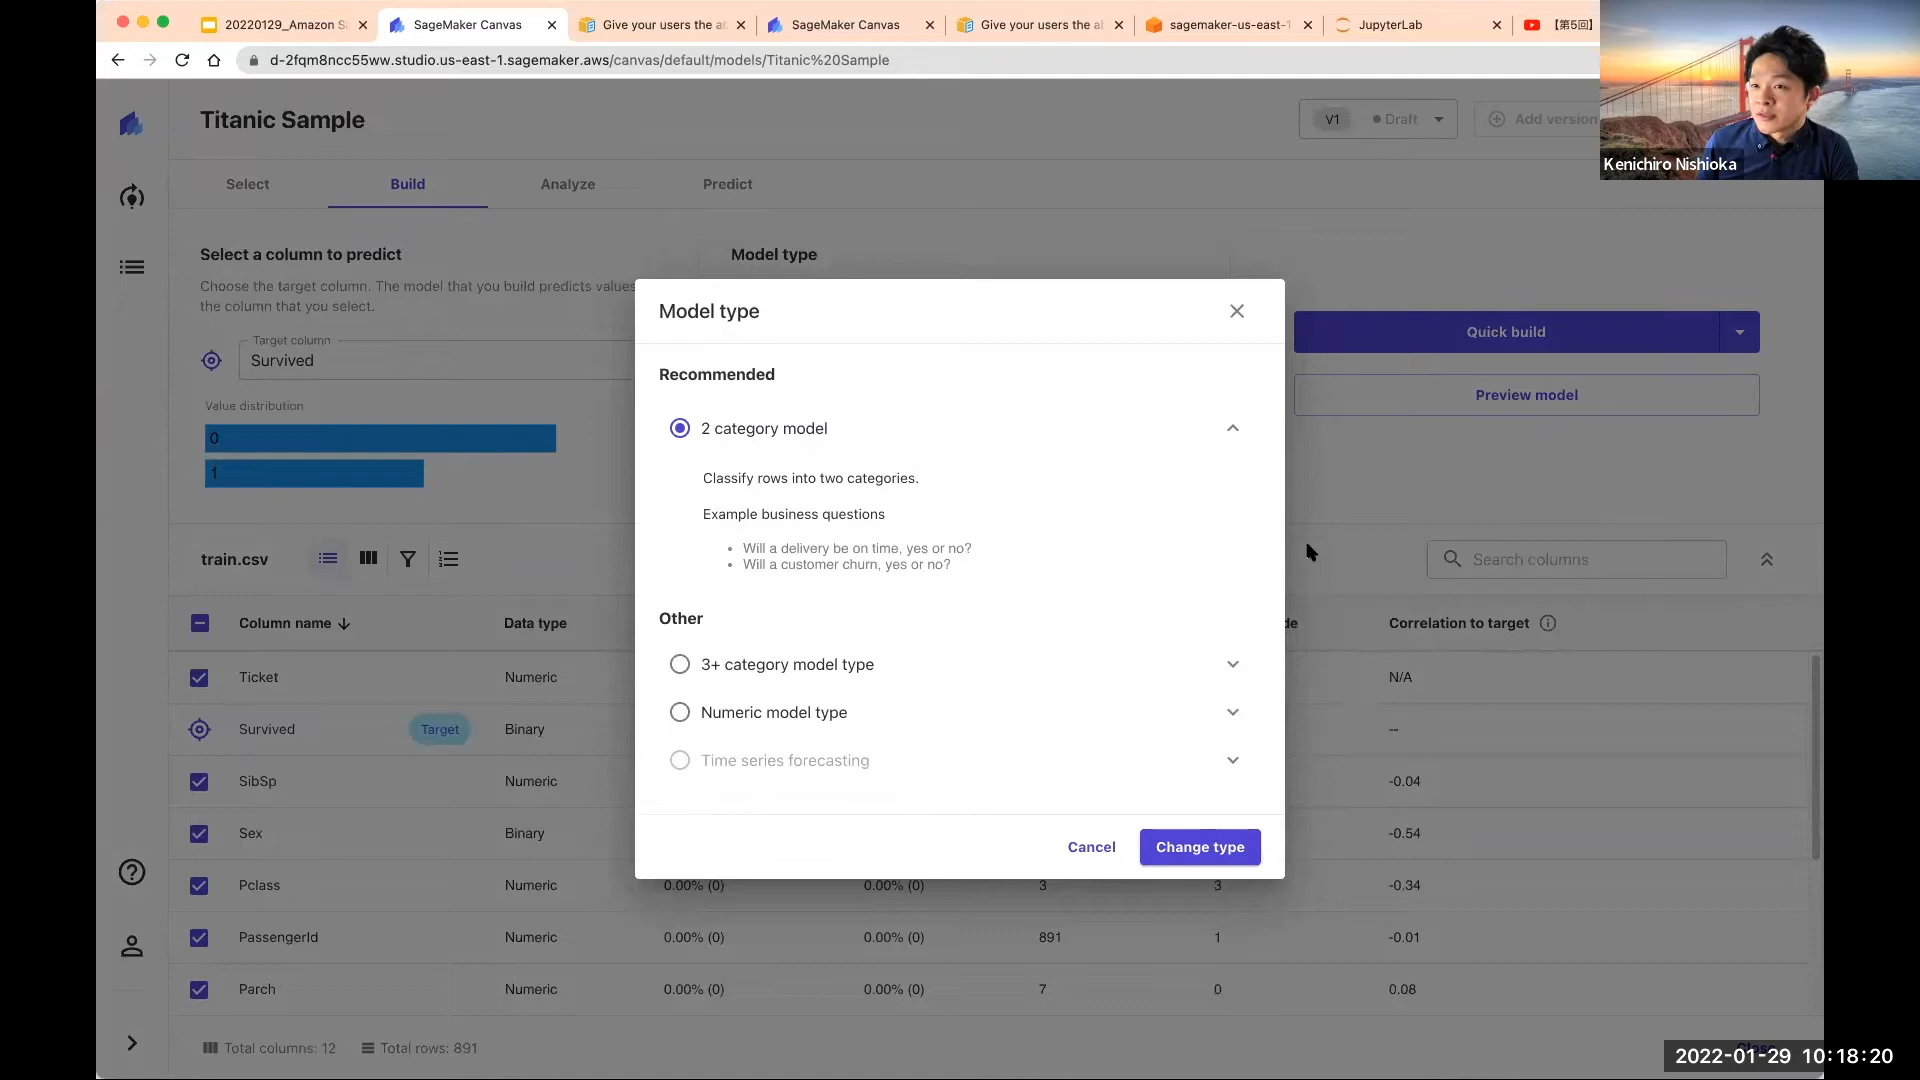 20220129_Amazon S
SageMaker Canvas
Give your users the ab
SageMaker Canvas
Give your users the ab
sagemaker-us-east-1
JupyterLab
【第5回】
d-2fqm8ncc55ww.studio.us-east-1.sagemaker.aws/canvas/default/models/Titanic%20Sample
Kenichiro Nishioka
Titanic Sample
V1
Draft
Add version
Select
Build
Analyze
Predict
Select a column to predict
Choose the target column. The model that you build predicts values
the column that you select.
Target column
Survived
Value distribution
0
1
Model type
Quick build
Preview model
Model type
Recommended
2 category model
Classify rows into two categories.
Example business questions
• Will a delivery be on time, yes or no?
• Will a customer churn, yes or no?
Other
3+ category model type
Numeric model type
Time series forecasting
Cancel
Change type
train.csv
Search columns
Column name
Data type
de
Correlation to target
Ticket
Numeric
N/A
Survived
Target
Binary
--
SibSp
Numeric
-0.04
Sex
Binary
-0.54
Pclass
Numeric
0.00% (0)
0.00% (0)
3
3
-0.34
PassengerId
Numeric
0.00% (0)
0.00% (0)
891
1
-0.01
Parch
Numeric
0.00% (0)
0.00% (0)
7
0
0.08
Total columns: 12
Total rows: 891
Close
2022-01-29 10:18:20